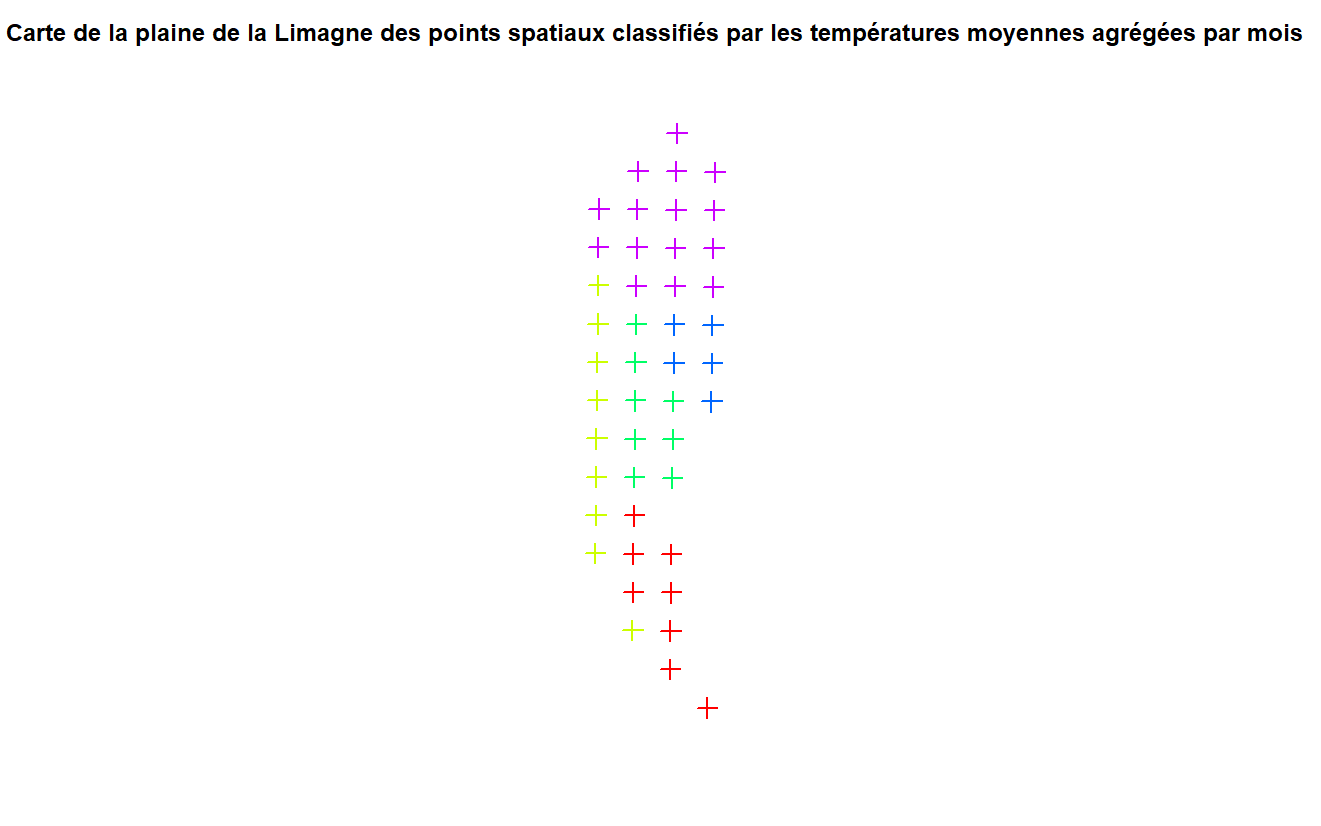 Carte de la plaine de la Limagne des points spatiaux classifiés par les températures moyennes agrégées par mois